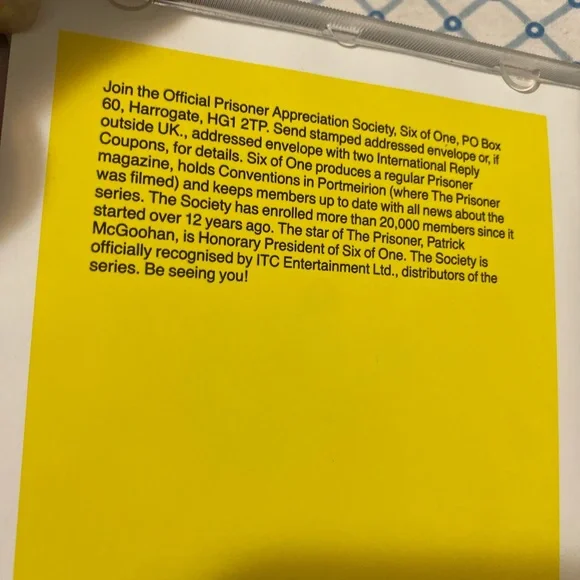 Join the Official Prisoner Appreciation Society, Six of One, PO Box
60, Harrogate, HG1 2TP. Send stamped addressed envelope or, if
outside UK., addressed envelope with two International Reply
Coupons, for details. Six of One produces a regular Prisoner
magazine, holds Conventions in Portmeirion (where The Prisoner
was filmed) and keeps members up to date with all news about the
series. The Society has enrolled more than 20,000 members since it
started over 12 years ago. The star of The Prisoner, Patrick
McGoohan, is Honorary President of Six of One. The Society is
officially recognised by ITC Entertainment Ltd., distributors of the
series. Be seeing you!